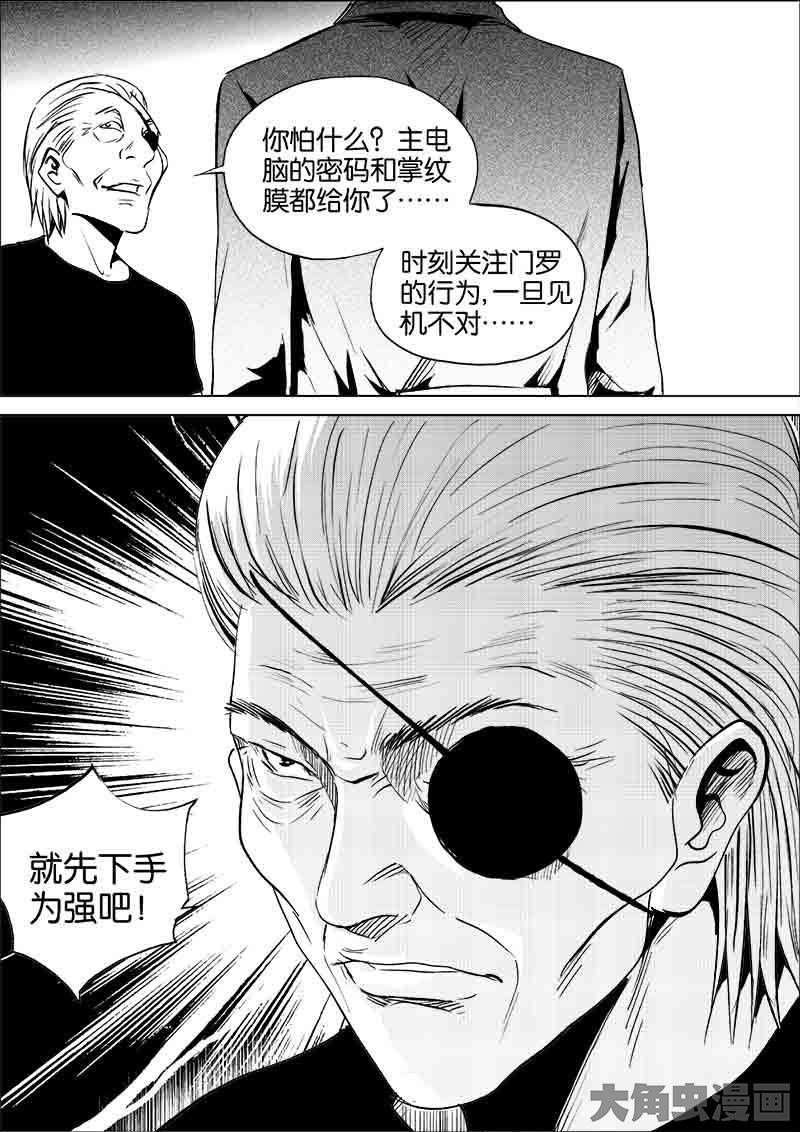 你怕什么？主电
脑的密码和掌纹
膜都给你了……
时刻关注门罗
的行为,一旦见
机不对……
就先下手
为强吧！
大角虫漫画